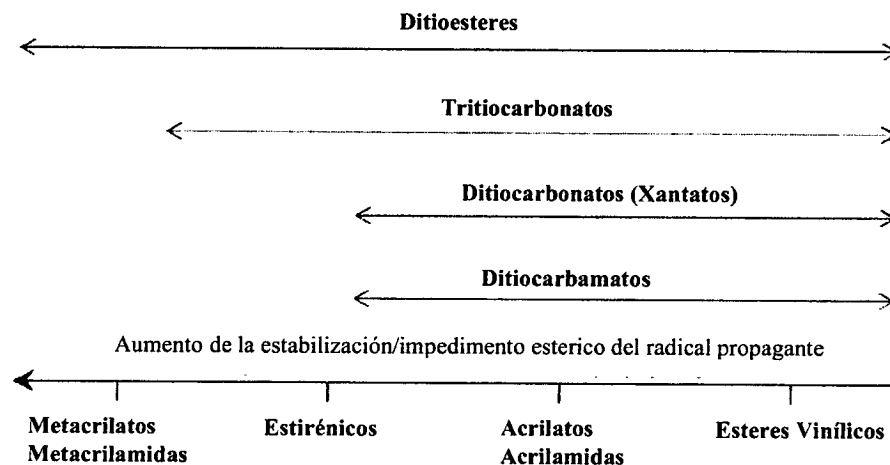 Ditioesteres
Tritiocarbonatos
Ditiocarbonatos (Xantatos)
Ditiocarbamatos
Aumento de la estabilización/impedimento esterico del radical propagante
Metacrilatos
Metacrilamidas
Estirénicos
Acrilatos
Acrilamidas
Esteres Vinílicos